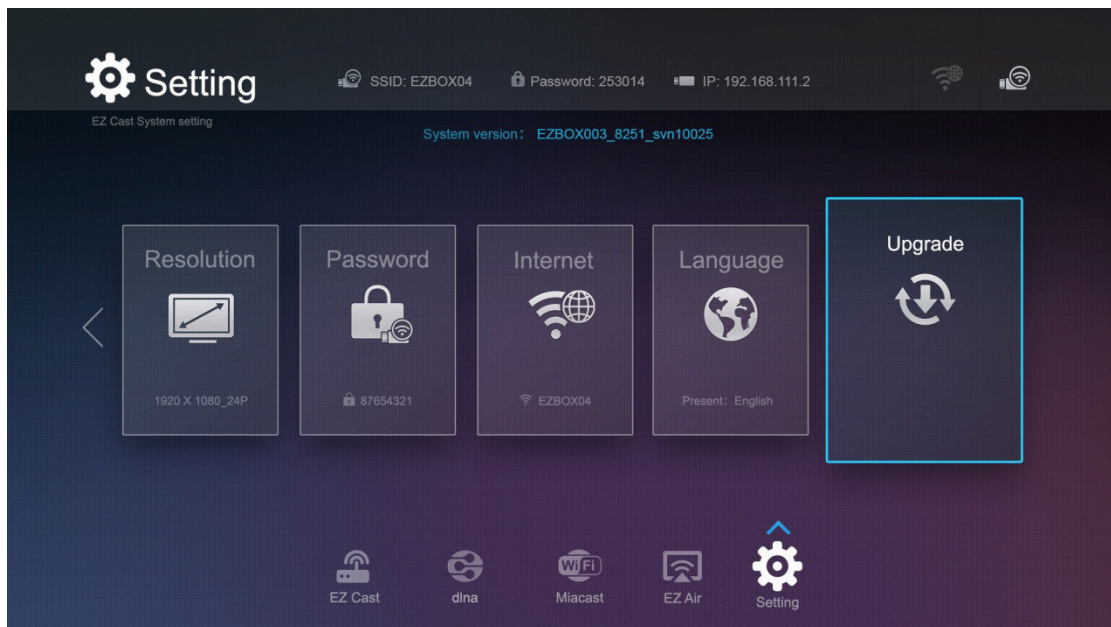 Setting
SSID: EZBOX04
Password: 253014
IP: 192.168.111.2
EZ Cast System setting
System version： EZBOX003_8251_svn10025
Resolution
1920 X 1080_24P
Password
87654321
Internet
EZBOX04
Language
Present： English
Upgrade
EZ Cast
dlna
WiFi
Miacast
EZ Air
Setting